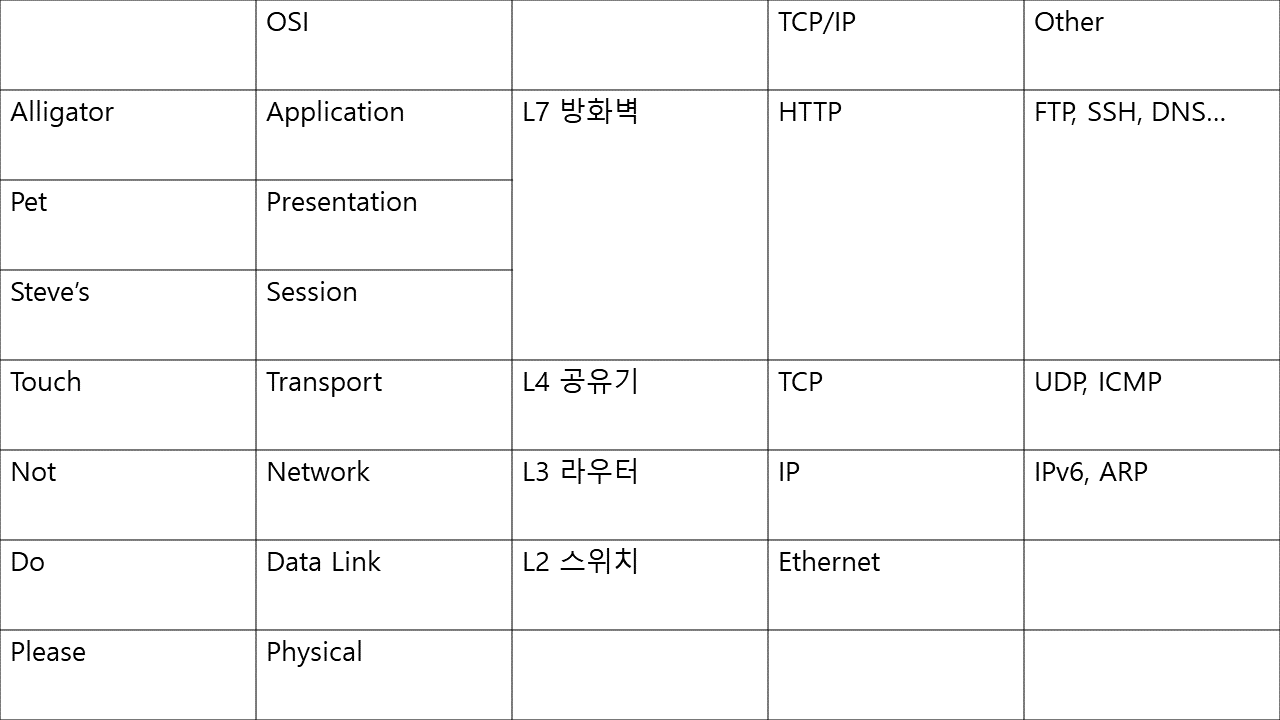 OSI TCP/IP Other
Alligator Application L7 방화벽 HTTP FTP, SSH, DNS...
Pet Presentation
Steve's Session
Touch Transport L4 공유기 TCP UDP, ICMP
Not Network L3 라우터 IP IPv6, ARP
Do Data Link L2 스위치 Ethernet
Please Physical